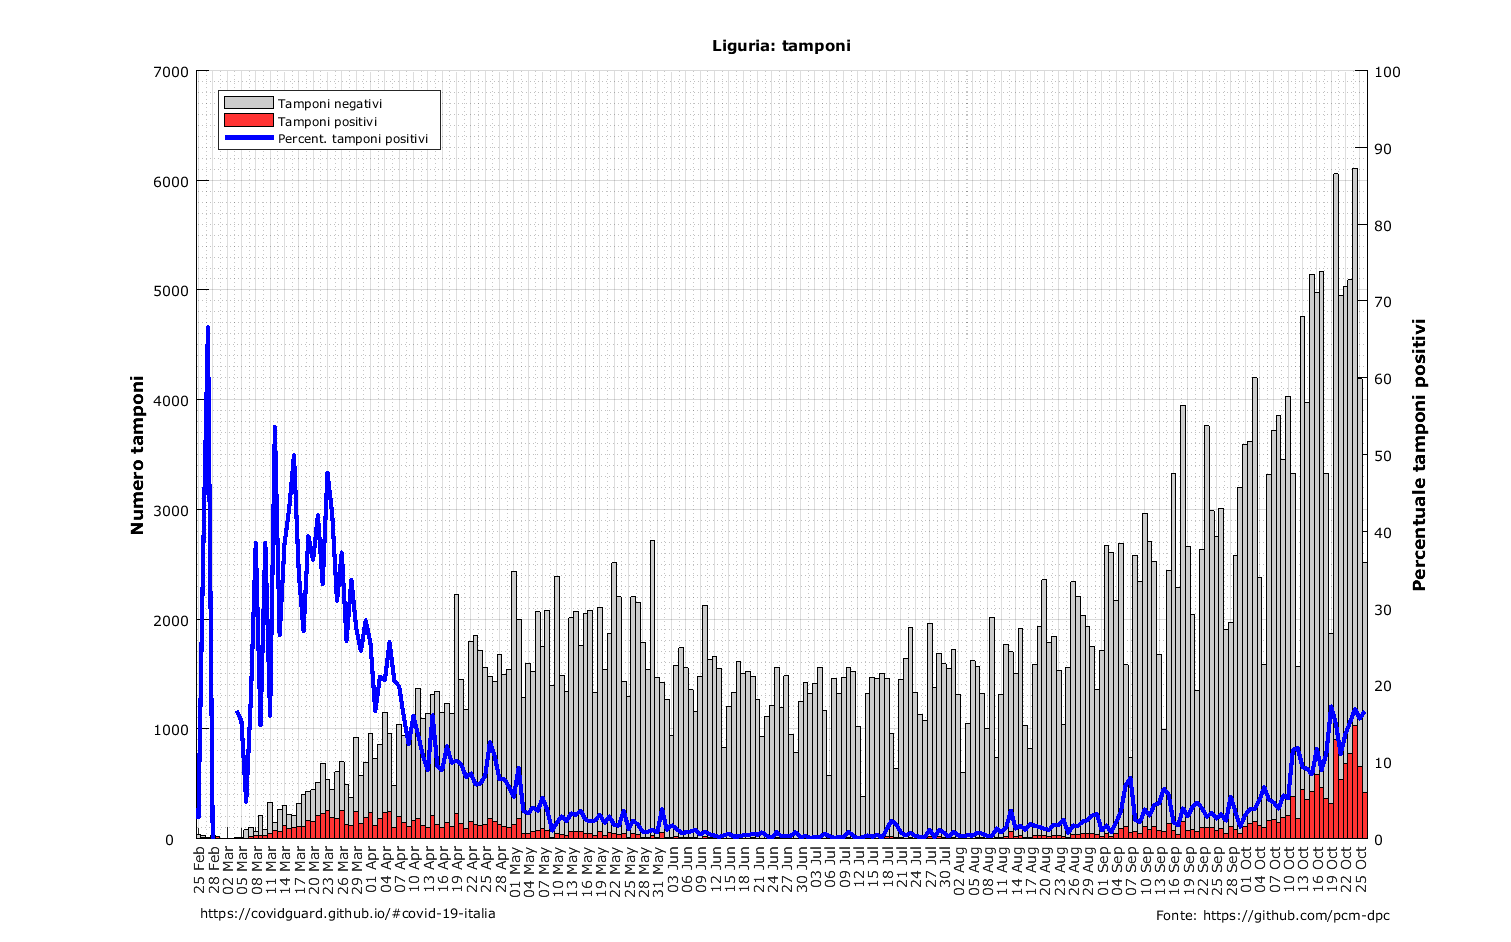 Liguria: tamponi
Tamponi negativi
Tamponi positivi
Percent. tamponi positivi
Numero tamponi
7000
6000
5000
4000
3000
2000
1000
0
Percentuale tamponi positivi
100
90
80
70
60
50
40
30
20
10
0
25 Feb
28 Feb
02 Mar
05 Mar
08 Mar
11 Mar
14 Mar
17 Mar
20 Mar
23 Mar
26 Mar
29 Mar
01 Apr
04 Apr
07 Apr
10 Apr
13 Apr
16 Apr
19 Apr
22 Apr
25 Apr
28 Apr
01 May
04 May
07 May
10 May
13 May
16 May
19 May
22 May
25 May
28 May
31 May
03 Jun
06 Jun
09 Jun
12 Jun
15 Jun
18 Jun
21 Jun
24 Jun
27 Jun
30 Jun
03 Jul
06 Jul
09 Jul
12 Jul
15 Jul
18 Jul
21 Jul
24 Jul
27 Jul
30 Jul
02 Aug
05 Aug
08 Aug
11 Aug
14 Aug
17 Aug
20 Aug
23 Aug
26 Aug
29 Aug
01 Sep
04 Sep
07 Sep
10 Sep
13 Sep
16 Sep
19 Sep
22 Sep
25 Sep
28 Sep
01 Oct
04 Oct
07 Oct
10 Oct
13 Oct
16 Oct
19 Oct
22 Oct
25 Oct
https://covidguard.github.io/#covid-19-italia
Fonte: https://github.com/pcm-dpc